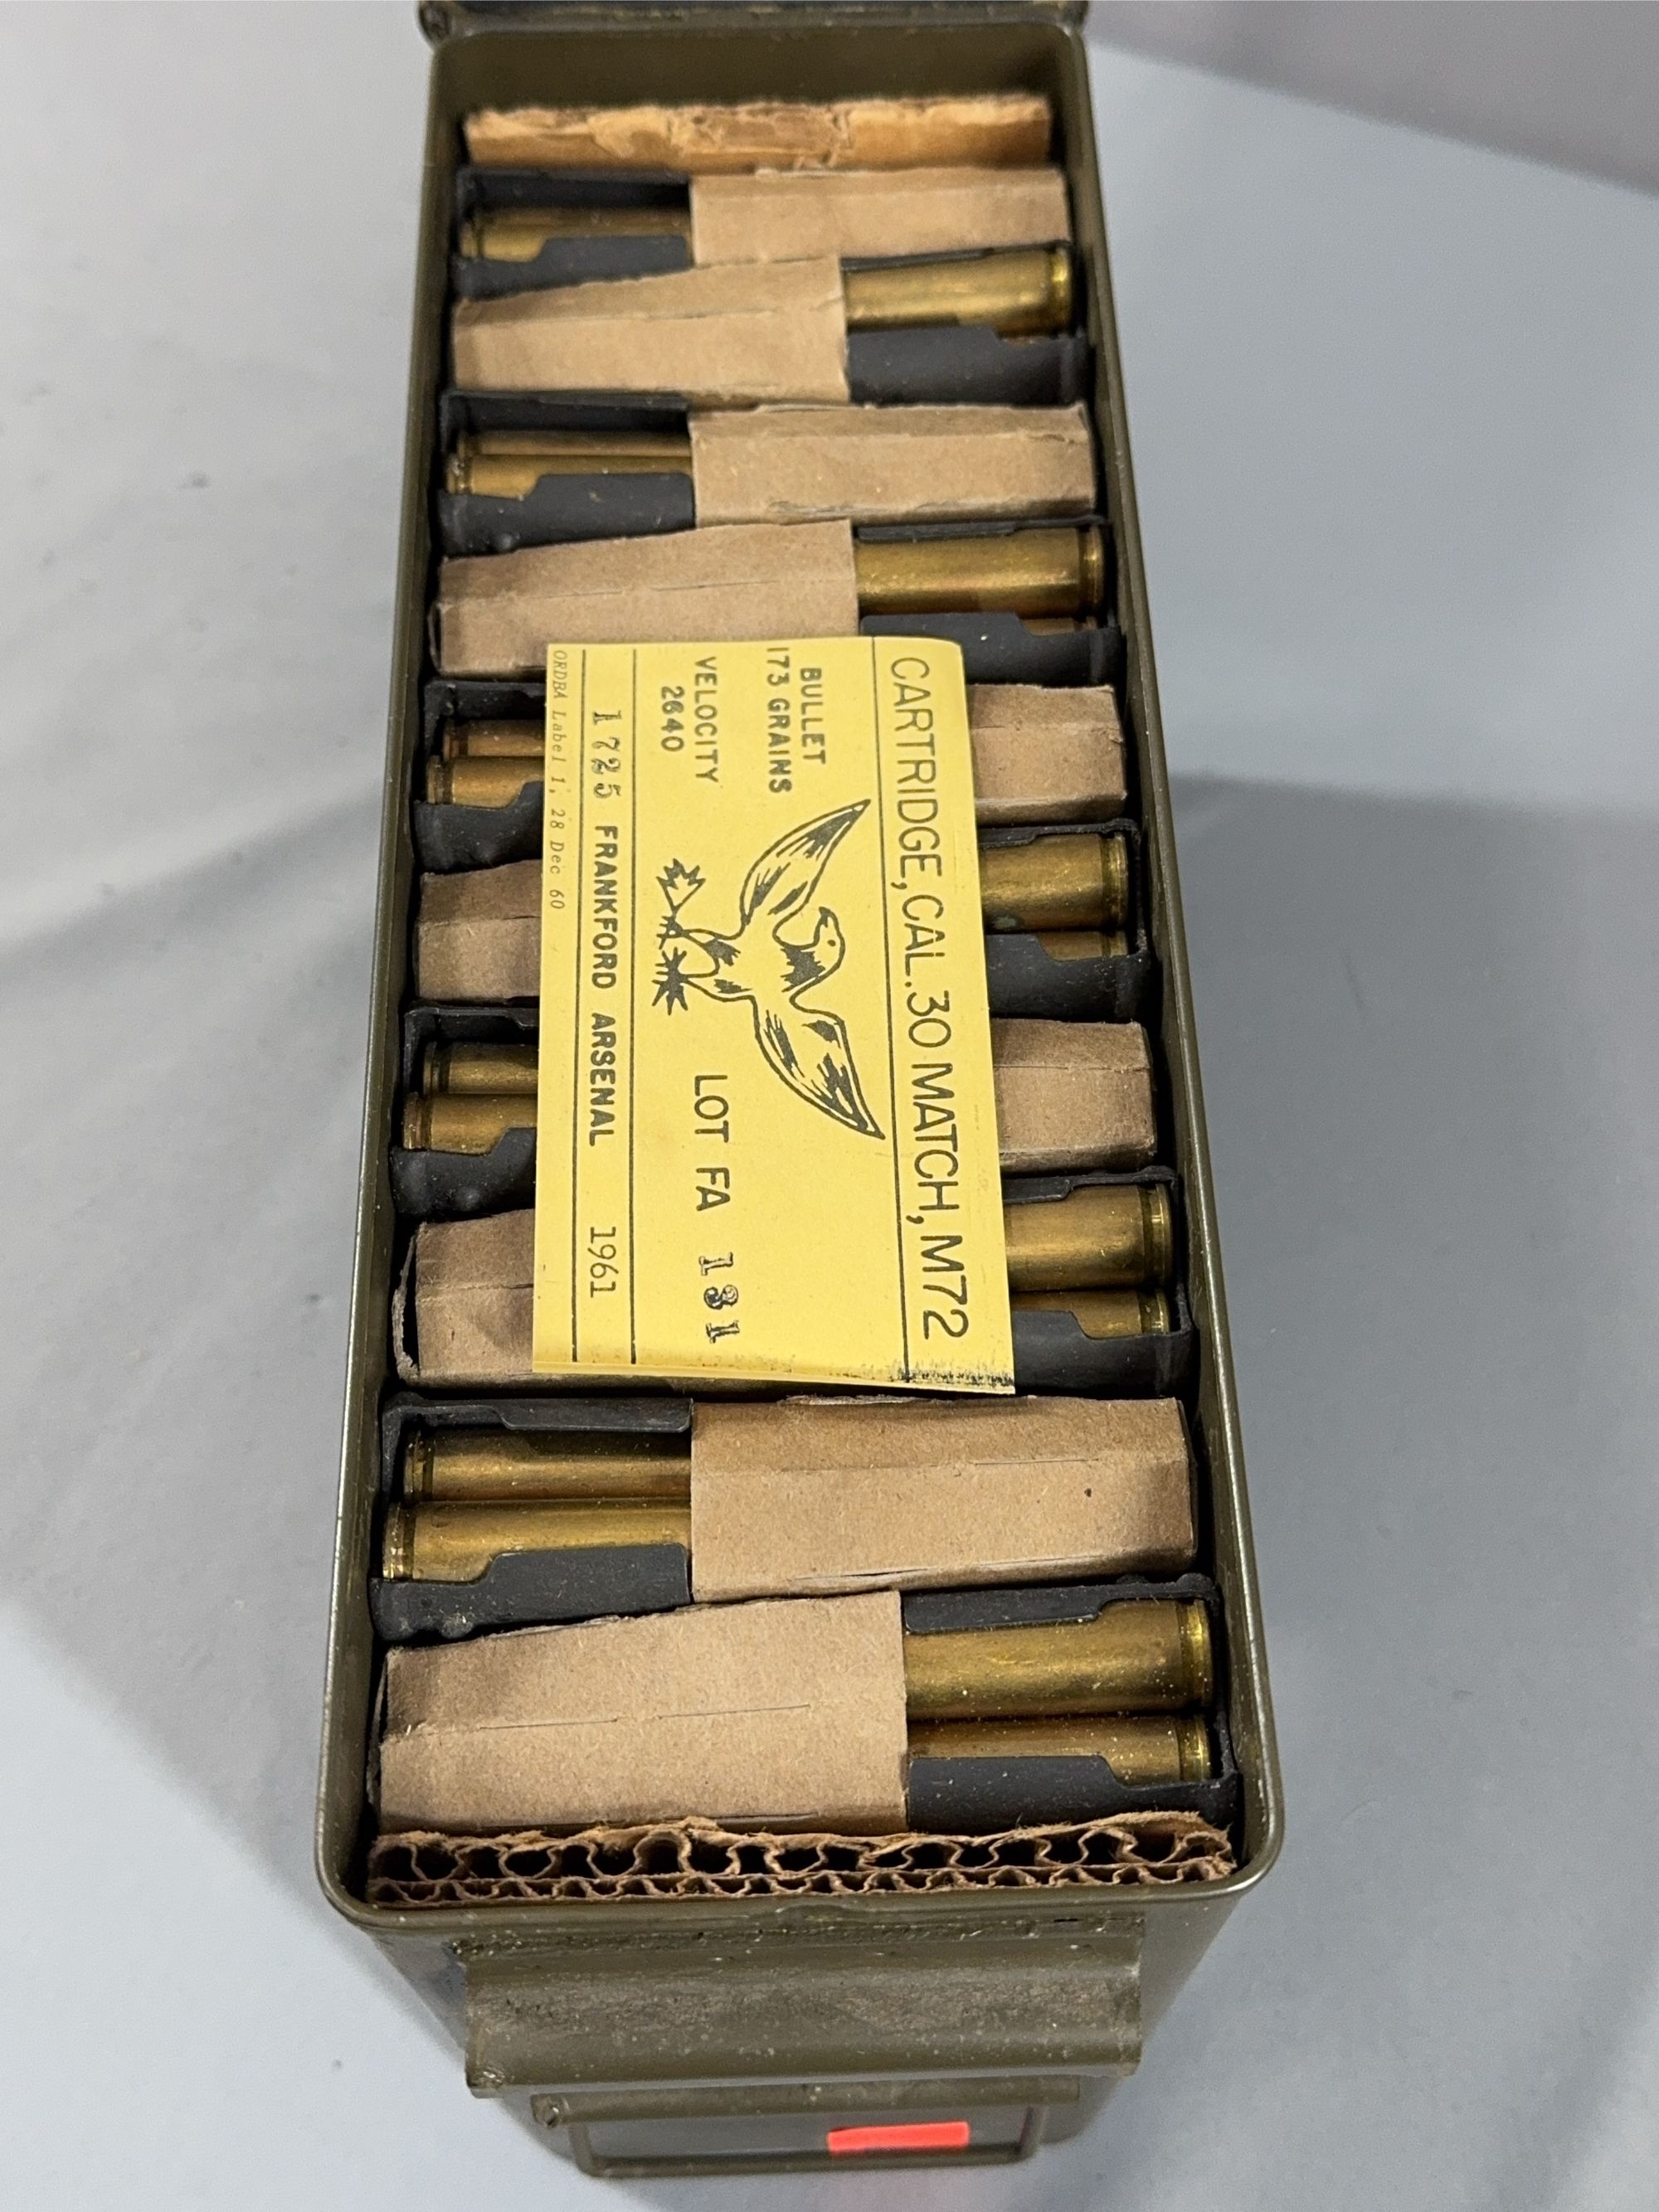 CARTRIDGE, CAL. .30 MATCH, M72
BULLET
173 GRAINS
VELOCITY
2640
LOT FA 131
1725 FRANKFORD ARSENAL 1961
ORDBA Label 1, 28 Dec 60